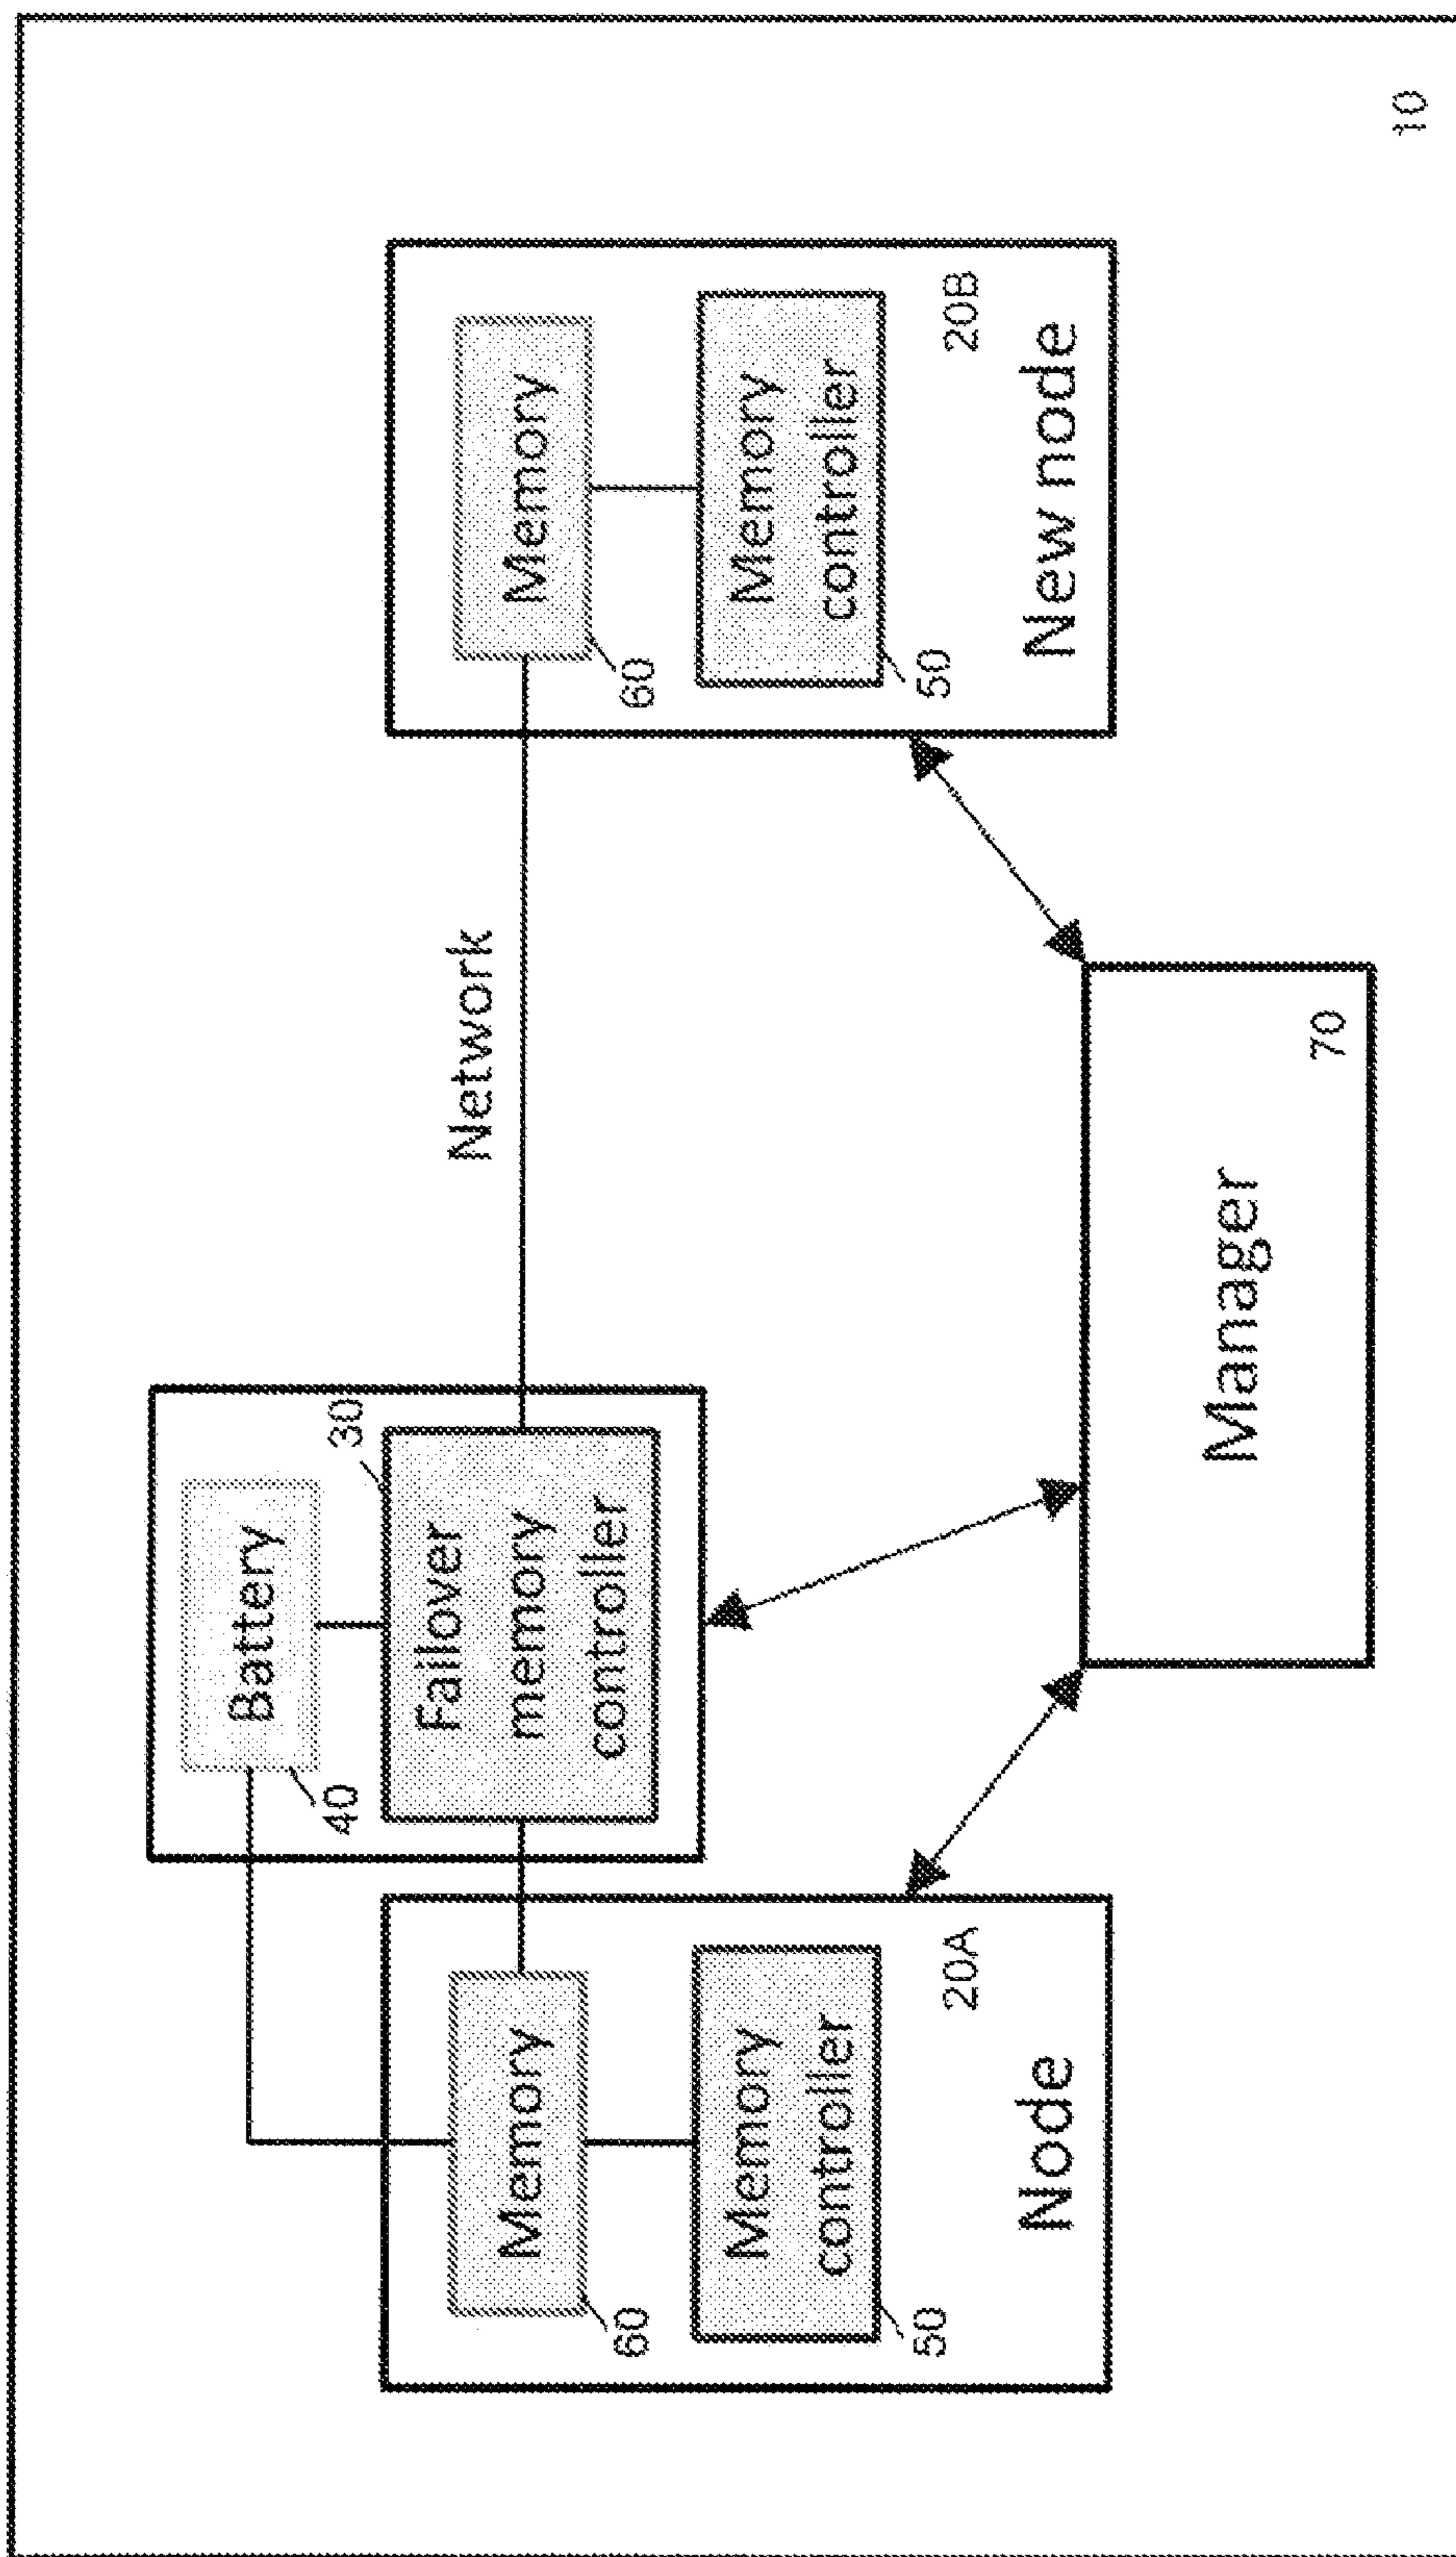 Battery
40
30
Failover
memory
controller
Network
Memory
60
Memory
controller
50
20A
Node
Memory
60
Memory
controller
50
20B
New node
Manager
70
10